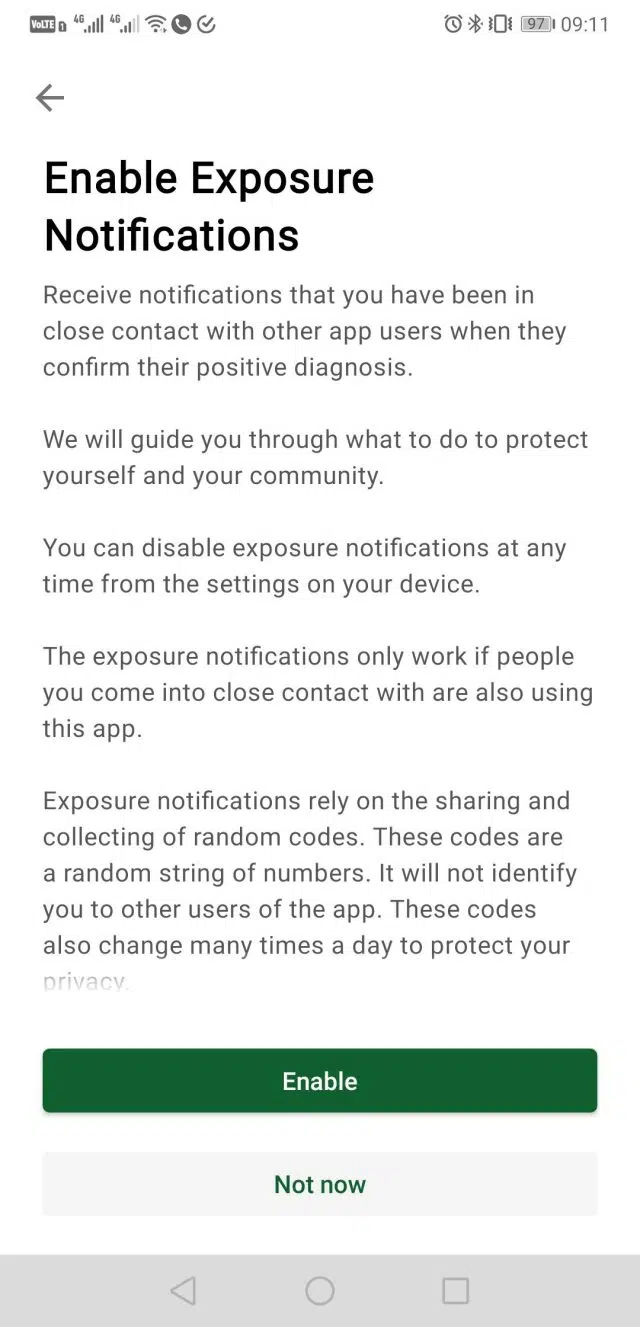 VoLTE 1 4G 4G 97 09:11
Enable Exposure
Notifications
Receive notifications that you have been in
close contact with other app users when they
confirm their positive diagnosis.
We will guide you through what to do to protect
yourself and your community.
You can disable exposure notifications at any
time from the settings on your device.
The exposure notifications only work if people
you come into close contact with are also using
this app.
Exposure notifications rely on the sharing and
collecting of random codes. These codes are
a random string of numbers. It will not identify
you to other users of the app. These codes
also change many times a day to protect your
privacy.
Enable
Not now